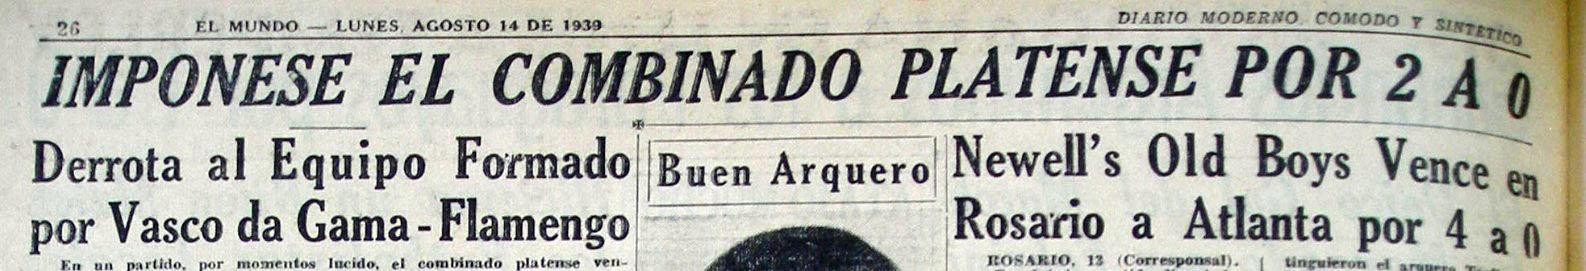 26 EL MUNDO — LUNES, AGOSTO 14 DE 1939 DIARIO MODERNO, COMODO Y SINTETICO
IMPONESE EL COMBINADO PLATENSE POR 2 A 0
Derrota al Equipo Formado
por Vasco da Gama - Flamengo
En un partido, por momentos lucido, el combinado platense ven-
Buen Arquero
Newell's Old Boys Vence en
Rosario a Atlanta por 4 a 0
ROSARIO, 13 (Corresponsal).
tinguieron el arquero